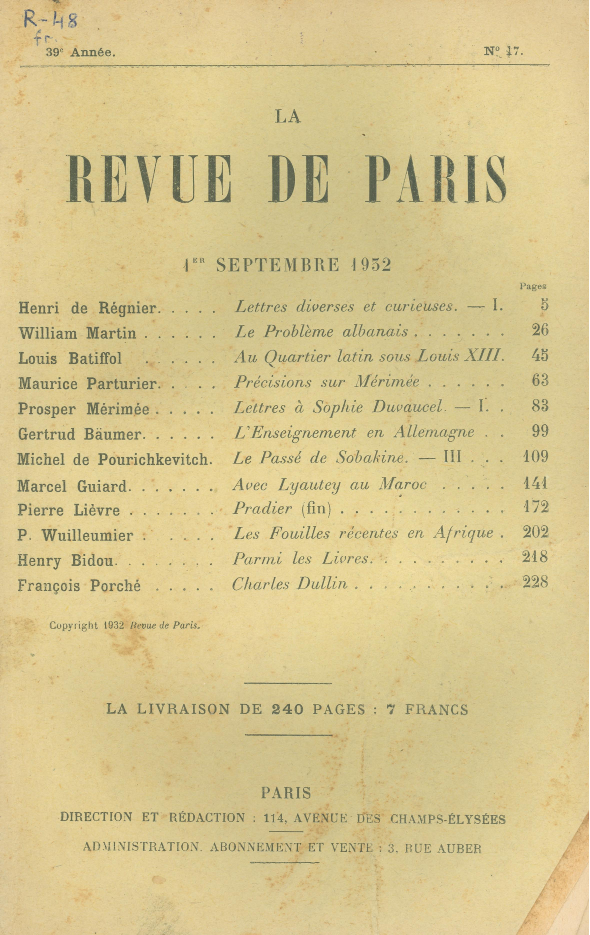 R-48
fr.
39e Année.
No 17.
LA
REVUE DE PARIS
1ER SEPTEMBRE 1932
Pages
Henri de Régnier. . . . . Lettres diverses et curieuses. — I. 5
William Martin . . . . . . Le Problème albanais . . . . . . . 26
Louis Batiffol . . . . . Au Quartier latin sous Louis XIII. 45
Maurice Parturier. . . . . Précisions sur Mérimée . . . . . . 63
Prosper Mérimée . . . . . Lettres à Sophie Duvaucel. — I. . 83
Gertrud Bäumer. . . . . . L'Enseignement en Allemagne . . 99
Michel de Pourichkevitch. Le Passé de Sobakine. — III . . . 109
Marcel Guiard. . . . . . . Avec Lyautey au Maroc . . . . . 141
Pierre Lièvre . . . . . . . Pradier (fin) . . . . . . . . . . . . 172
P. Wuilleumier . . . . . Les Fouilles récentes en Afrique . 202
Henry Bidou. . . . . . . . Parmi les Livres. . . . . . . . . . 218
François Porché . . . . . Charles Dullin . . . . . . . . . . . 228
Copyright 1932 Revue de Paris.
LA LIVRAISON DE 240 PAGES : 7 FRANCS
PARIS
DIRECTION ET RÉDACTION : 114, AVENUE DES CHAMPS-ÉLYSÉES
ADMINISTRATION. ABONNEMENT ET VENTE : 3, RUE AUBER